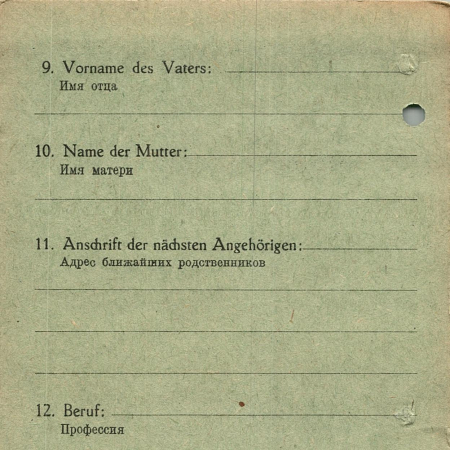 9. Vorname des Vaters:
Имя отца
10. Name der Mutter:
Имя матери
11. Anschrift der nächsten Angehörigen:
Адрес ближайших родственников
12. Beruf:
Профессия